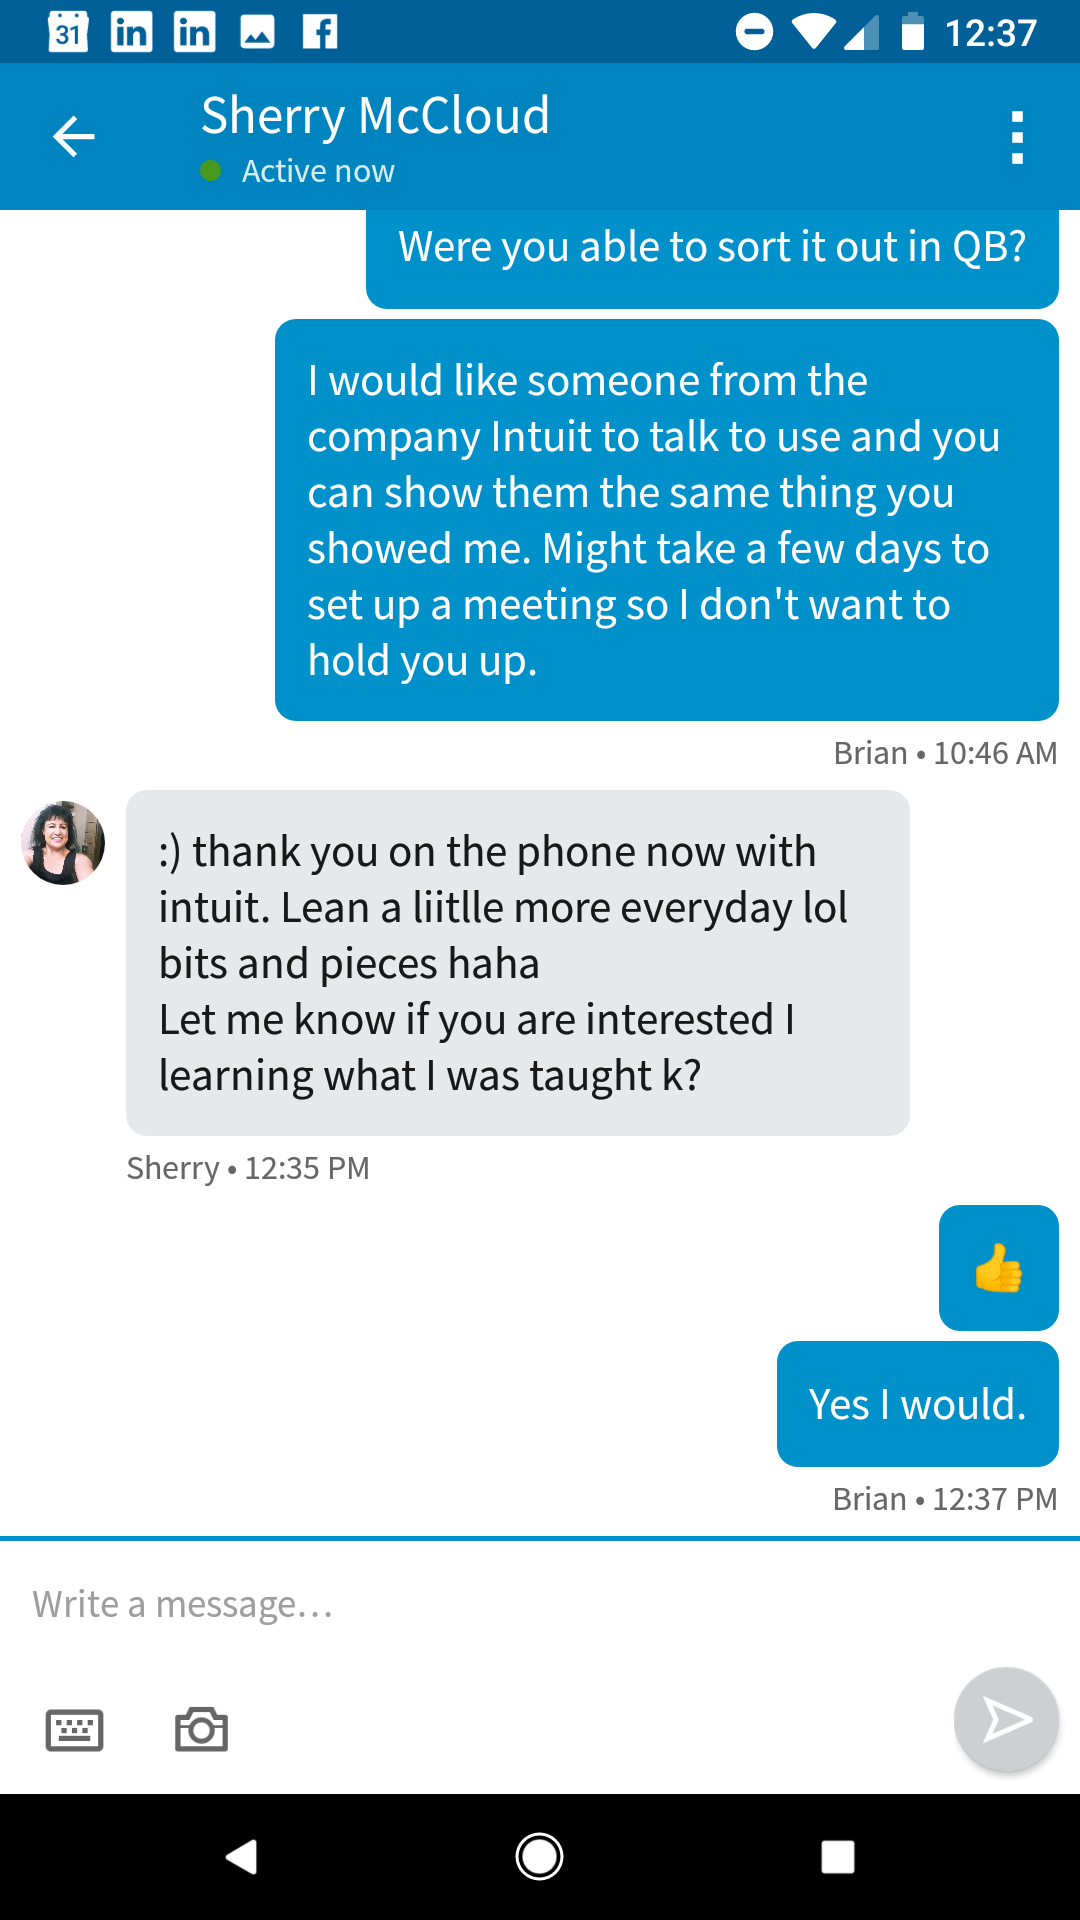 31 in in f 12:37
Sherry McCloud
Active now
Were you able to sort it out in QB?
I would like someone from the
company Intuit to talk to use and you
can show them the same thing you
showed me. Might take a few days to
set up a meeting so I don't want to
hold you up.
Brian • 10:46 AM
:) thank you on the phone now with
intuit. Lean a liitlle more everyday lol
bits and pieces haha
Let me know if you are interested I
learning what I was taught k?
Sherry • 12:35 PM
👍
Yes I would.
Brian • 12:37 PM
Write a message...